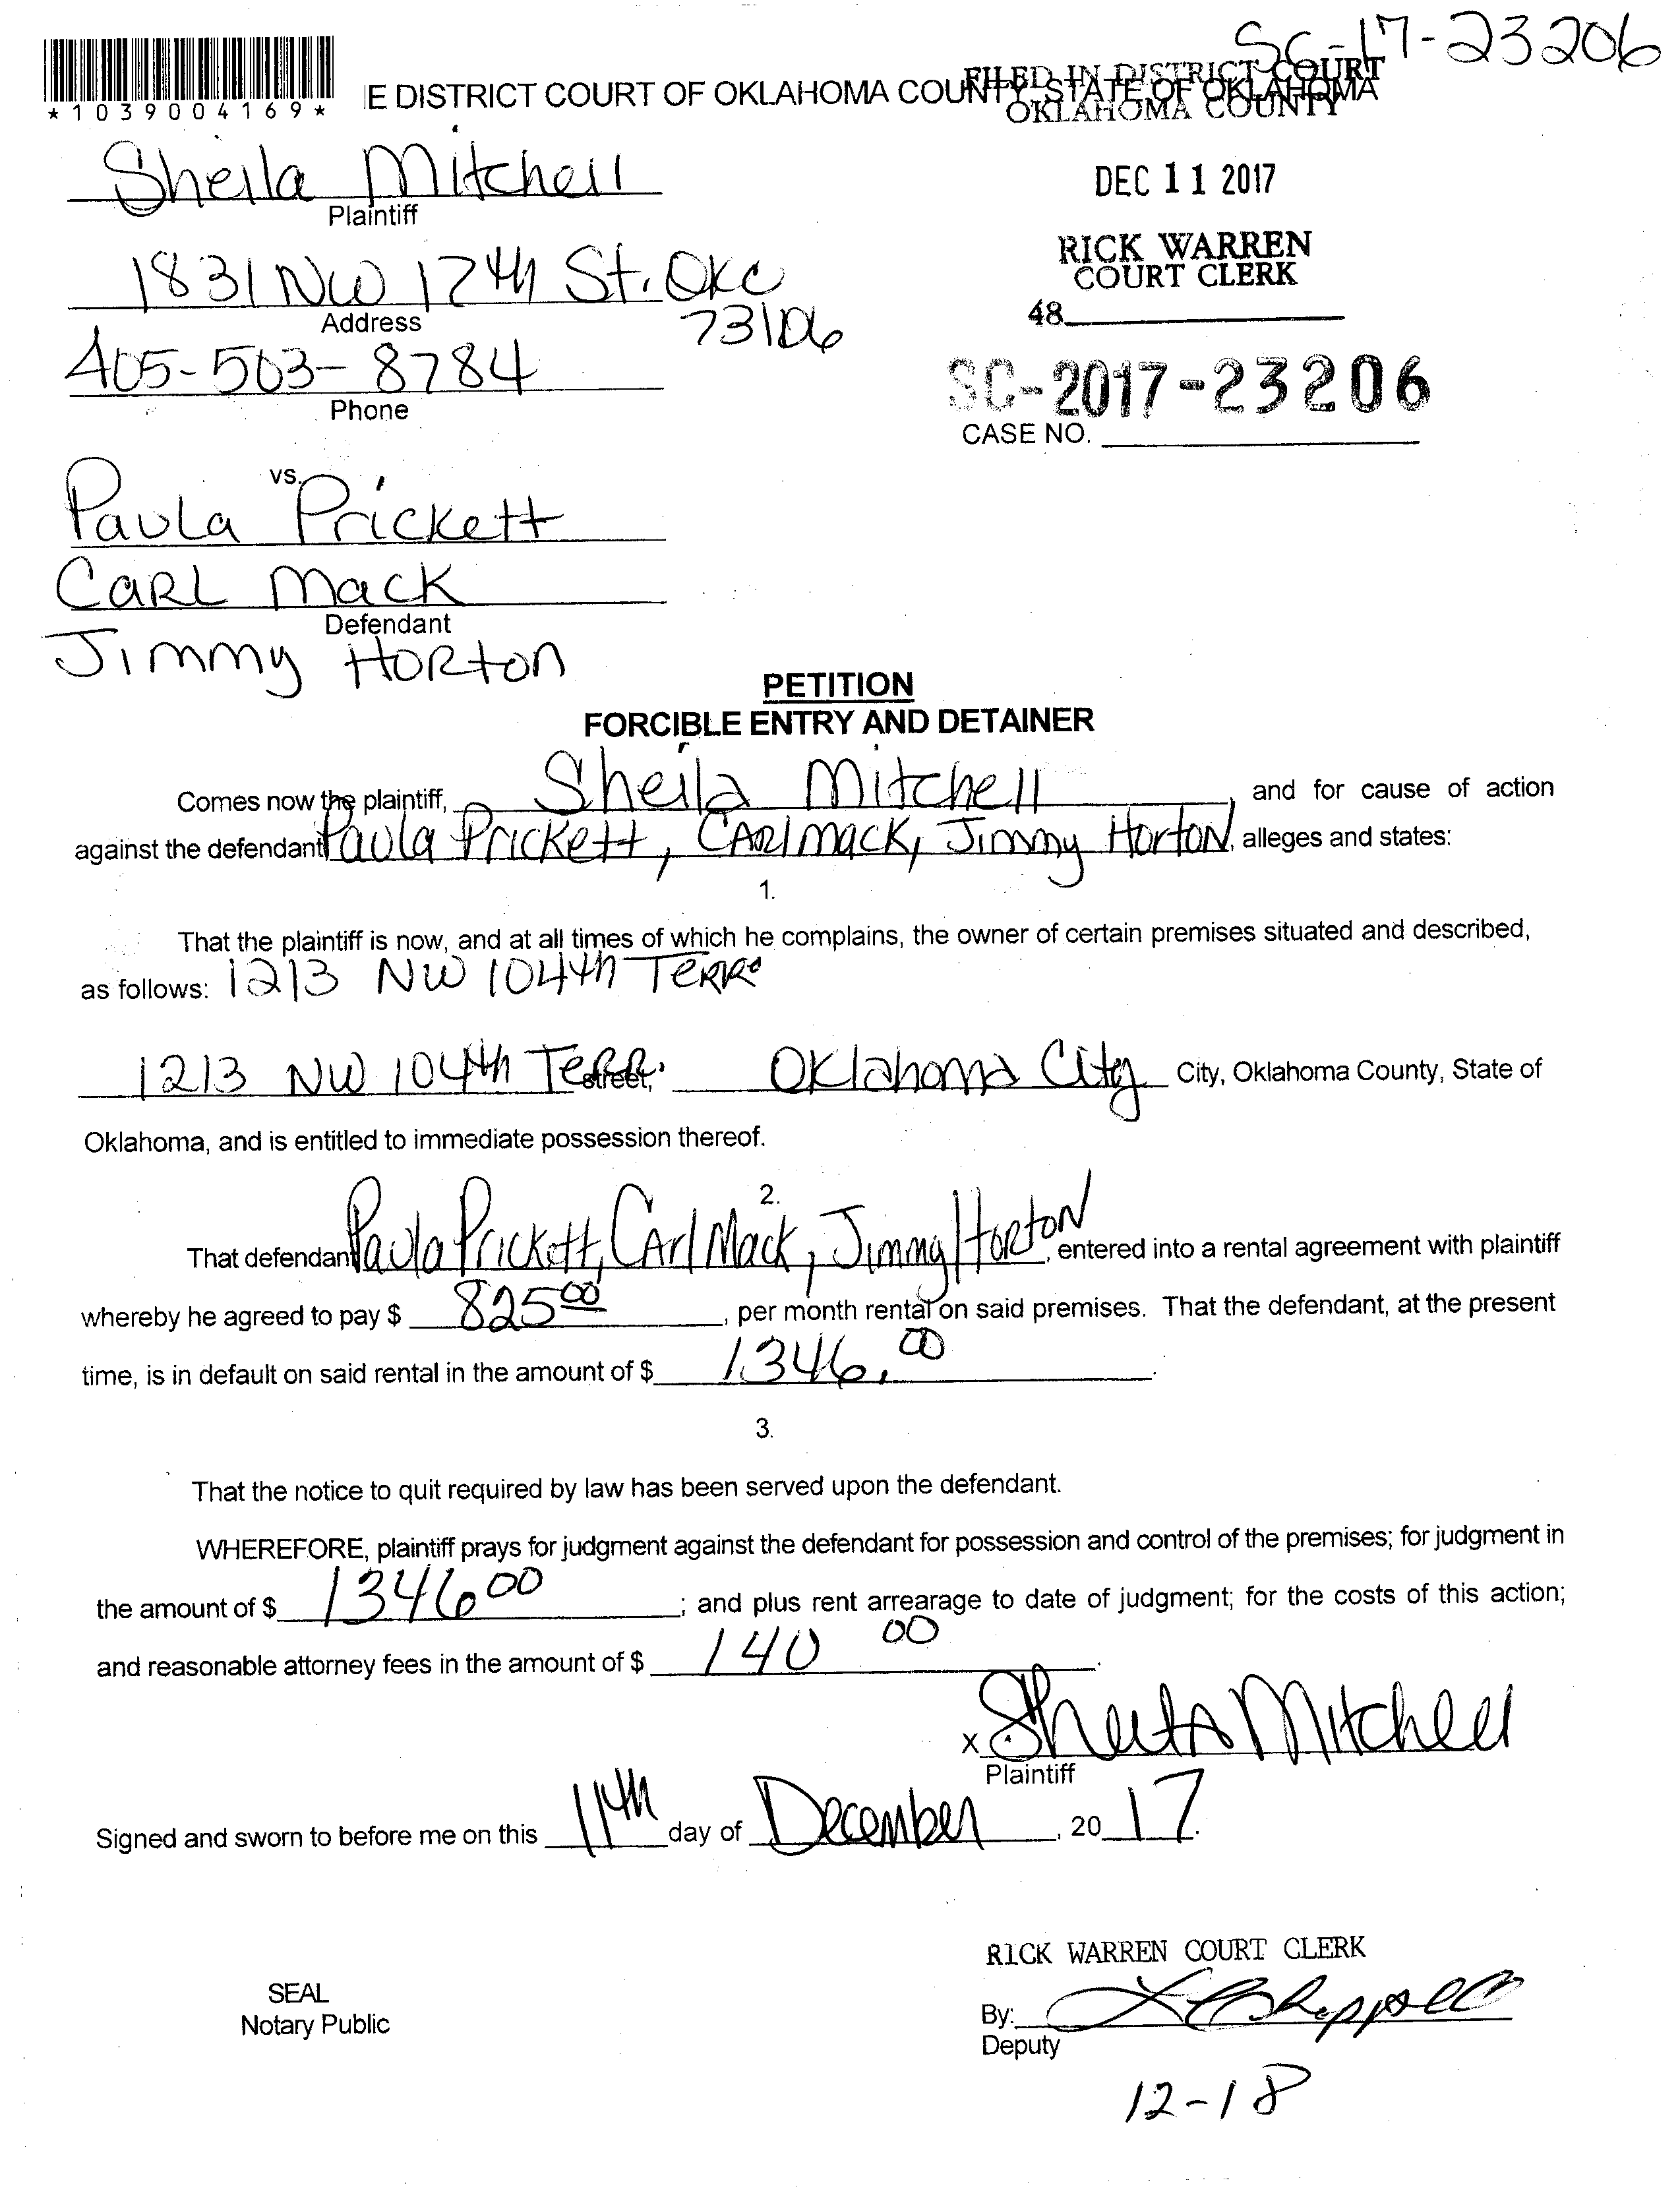 SC-17-23206
E DISTRICT COURT OF OKLAHOMA COUNTY STATE OF OKLAHOMA
FILED IN DISTRICT COURT
OKLAHOMA COUNTY
*1039004169*
Sheila Mitchell
Plaintiff
DEC 11 2017
RICK WARREN
COURT CLERK
48
1831 NW 12th St. OKC
73106
Address
405-503-8784
Phone
SC-2017-23206
CASE NO.
vs.
Paula Prickett
CARL Mack
Defendant
Jimmy HORton
PETITION
FORCIBLE ENTRY AND DETAINER
Comes now the plaintiff, Sheila Mitchell, and for cause of action
against the defendant Paula Prickett, CARl Mack, Jimmy Horton, alleges and states:
1.
That the plaintiff is now, and at all times of which he complains, the owner of certain premises situated and described,
as follows: 1213 NW 104th TeRR.
1213 NW 104th TeRR. street, Oklahoma City City, Oklahoma County, State of
Oklahoma, and is entitled to immediate possession thereof.
2.
That defendant Paula Prickett, CArl Mack, Jimmy Horton, entered into a rental agreement with plaintiff
whereby he agreed to pay $ 825 00, per month rental on said premises. That the defendant, at the present
time, is in default on said rental in the amount of $ 1346.00.
3.
That the notice to quit required by law has been served upon the defendant.
WHEREFORE, plaintiff prays for judgment against the defendant for possession and control of the premises; for judgment in
the amount of $ 1346 00; and plus rent arrearage to date of judgment; for the costs of this action;
and reasonable attorney fees in the amount of $ 140 00.
X Sheila Mitchell
Plaintiff
Signed and sworn to before me on this 11th day of December, 20 17.
RICK WARREN COURT CLERK
SEAL
Notary Public
By:
Deputy
12-18